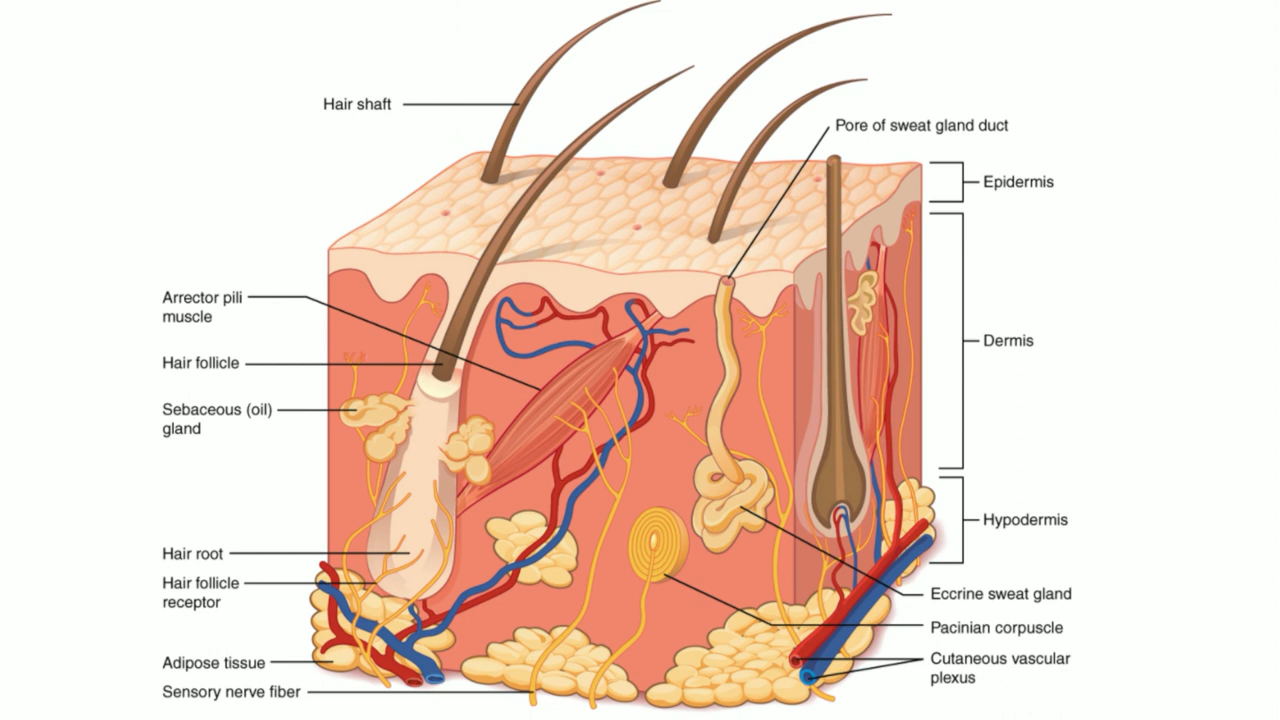 Hair shaft
Pore of sweat gland duct
Epidermis
Arrector pili
muscle
Dermis
Hair follicle
Sebaceous (oil)
gland
Hypodermis
Hair root
Hair follicle
receptor
Eccrine sweat gland
Pacinian corpuscle
Adipose tissue
Cutaneous vascular
plexus
Sensory nerve fiber